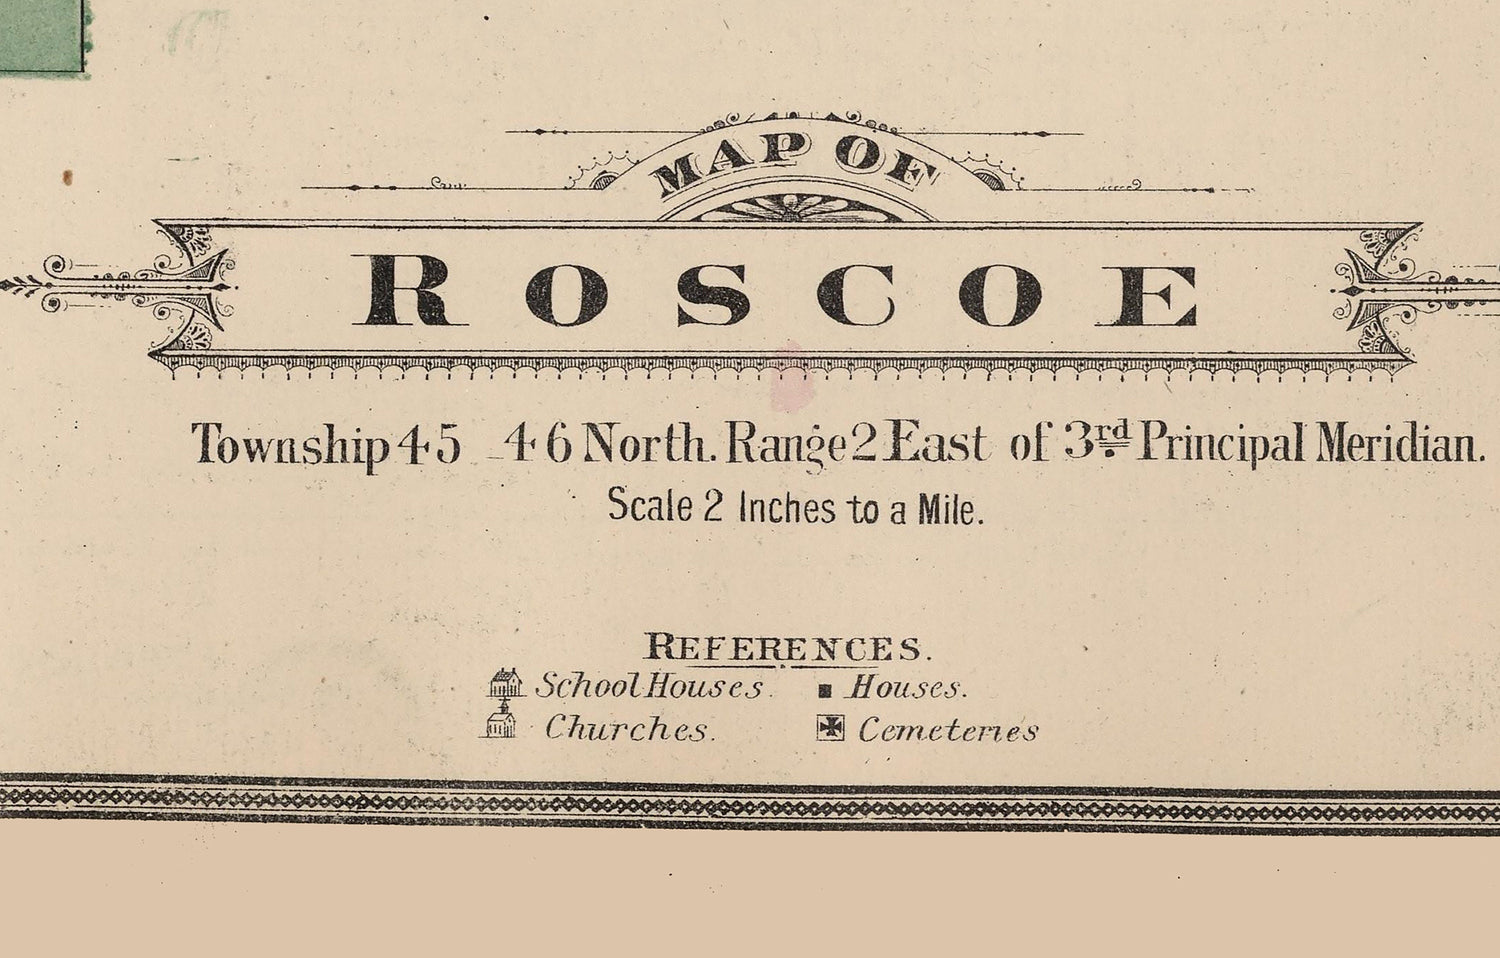 MAP OF
ROSCOE
Township 45 _46 North. Range 2 East of 3rd Principal Meridian.
Scale 2 Inches to a Mile.
REFERENCES.
School Houses. Houses.
Churches. Cemeteries